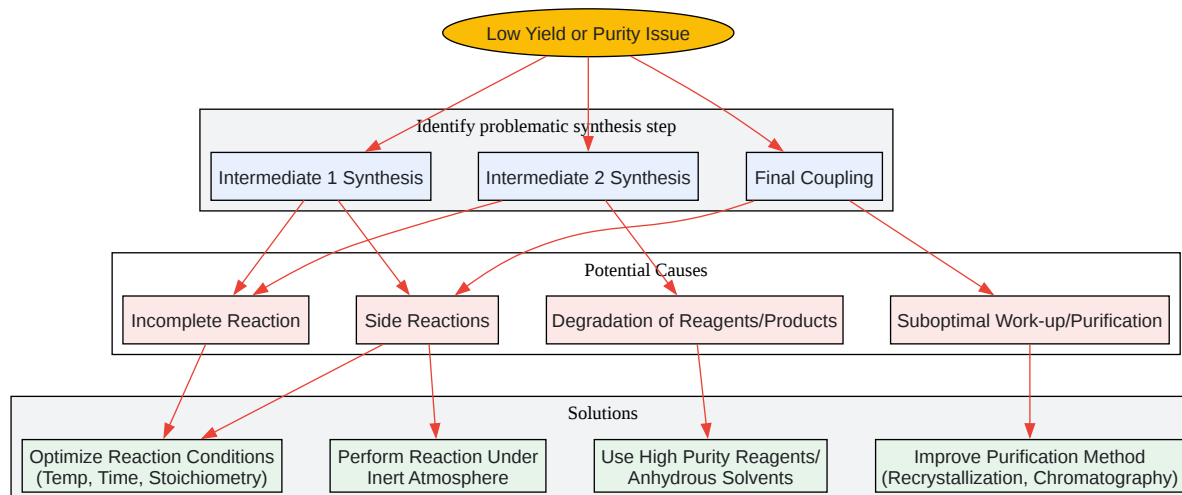 Low Yield or Purity Issue
Identify problematic synthesis step
Intermediate 1 Synthesis
Intermediate 2 Synthesis
Final Coupling
Potential Causes
Incomplete Reaction
Side Reactions
Degradation of Reagents/Products
Suboptimal Work-up/Purification
Solutions
Optimize Reaction Conditions
(Temp, Time, Stoichiometry)
Perform Reaction Under
Inert Atmosphere
Use High Purity Reagents/
Anhydrous Solvents
Improve Purification Method
(Recrystallization, Chromatography)